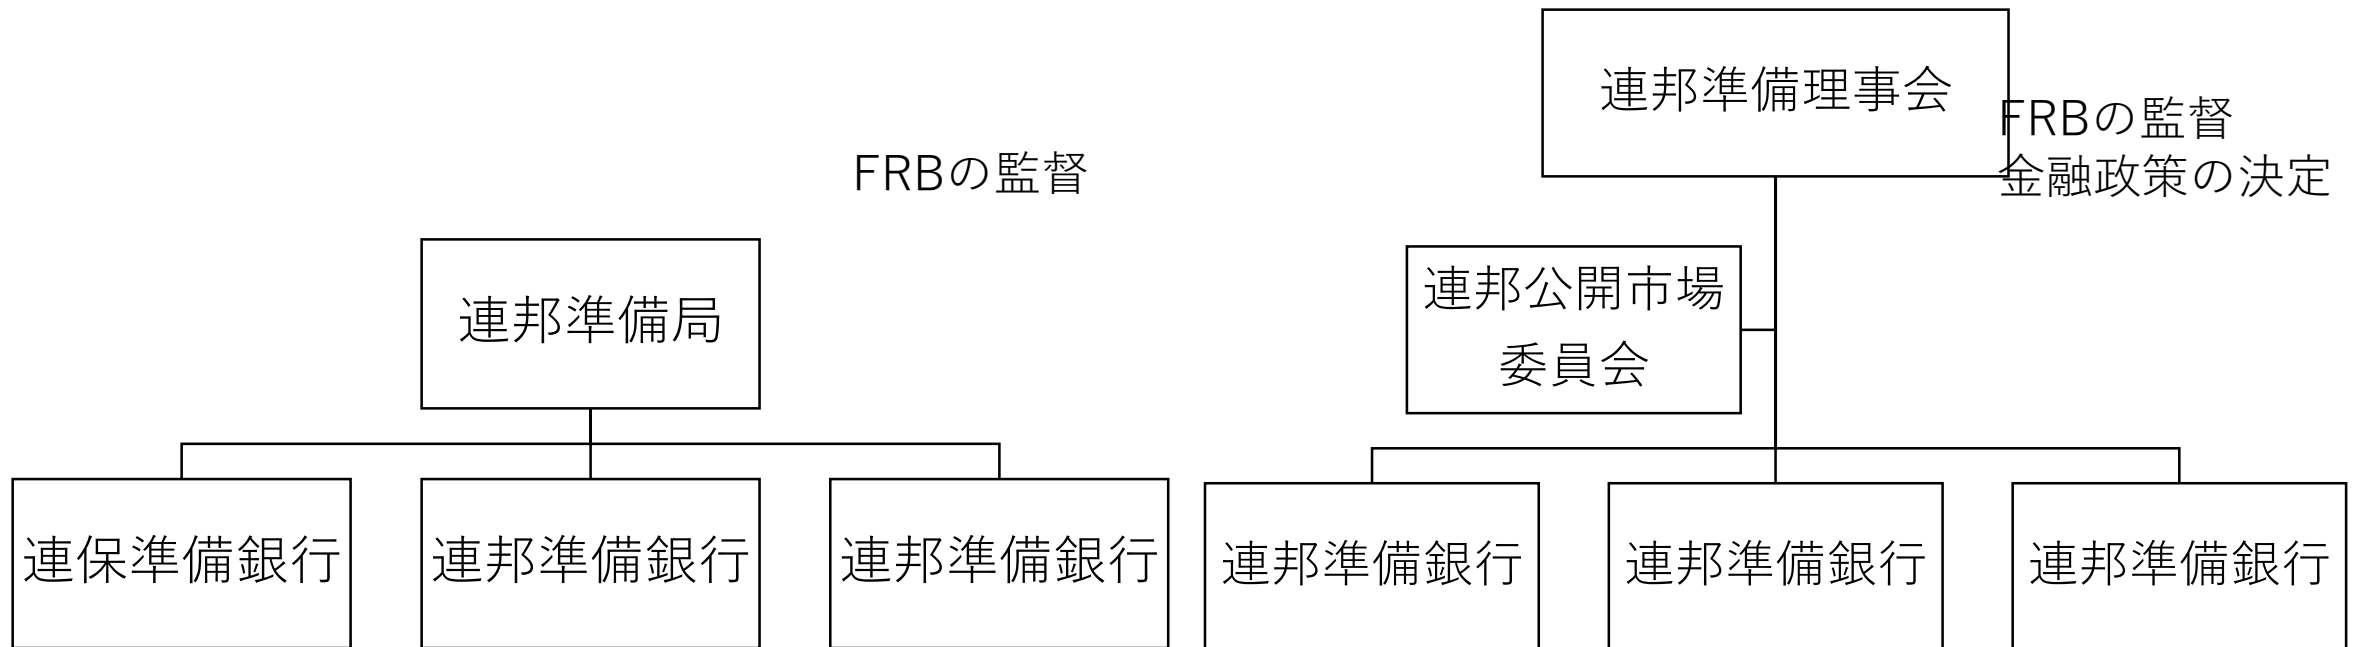 FRBの監督
連邦準備局
連保準備銀行
連邦準備銀行
連邦準備銀行
連邦準備理事会
FRBの監督
金融政策の決定
連邦公開市場
委員会
連邦準備銀行
連邦準備銀行
連邦準備銀行